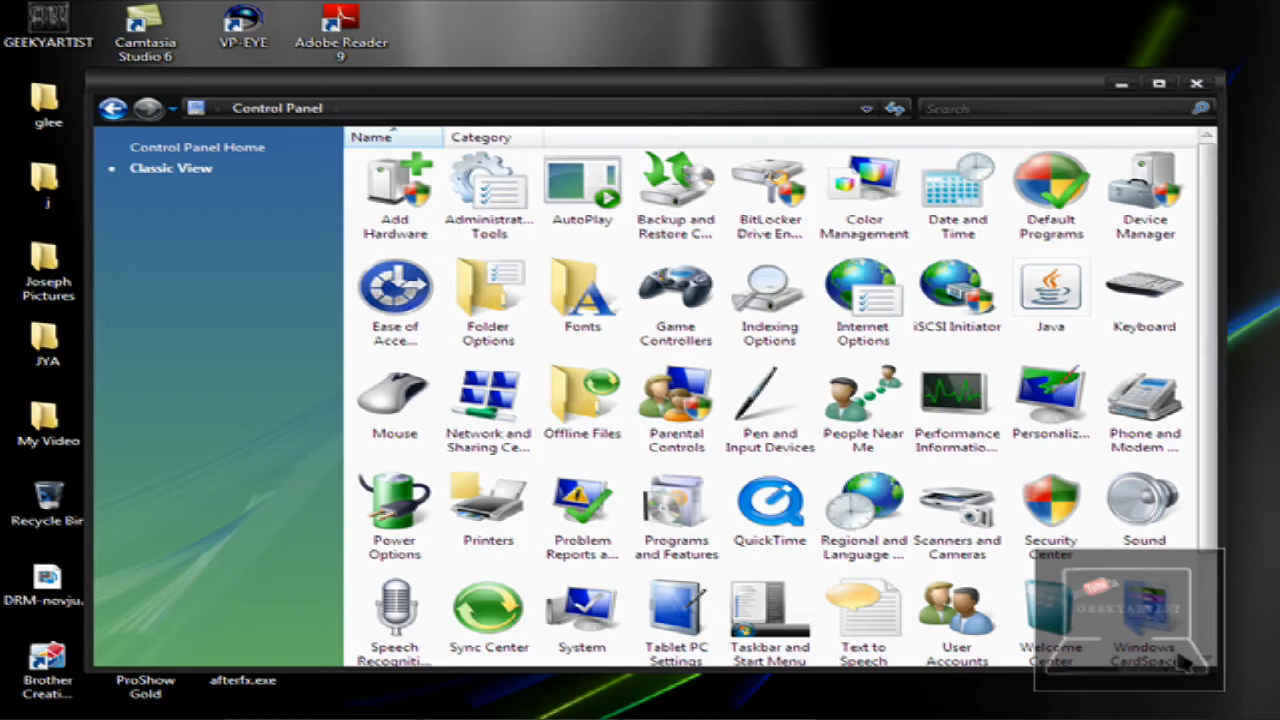 GEEKYARTIST
Camtasia
Studio 6
VP-EYE
Adobe Reader
9
glee
j
Joseph
Pictures
JYA
My Video
Recycle Bin
DRM-novju.
Brother
Creati...
ProShow
Gold
afterfx.exe
Control Panel
Search
Control Panel Home
Classic View
Name
Category
Add
Hardware
Administrat...
Tools
AutoPlay
Backup and
Restore C...
BitLocker
Drive En...
Color
Management
Date and
Time
Default
Programs
Device
Manager
Ease of
Acce...
Folder
Options
Fonts
Game
Controllers
Indexing
Options
Internet
Options
iSCSI Initiator
Java
Keyboard
Mouse
Network and
Sharing Ce...
Offline Files
Parental
Controls
Pen and
Input Devices
People Near
Me
Performance
Informatio...
Personaliz...
Phone and
Modem ...
Power
Options
Printers
Problem
Reports a...
Programs
and Features
QuickTime
Regional and
Language ...
Scanners and
Cameras
Security
Center
Sound
Speech
Recogniti...
Sync Center
System
Tablet PC
Settings
Taskbar and
Start Menu
Text to
Speech
User
Accounts
Welcome
Center
Windows
CardSpace
GEEKYARTIST